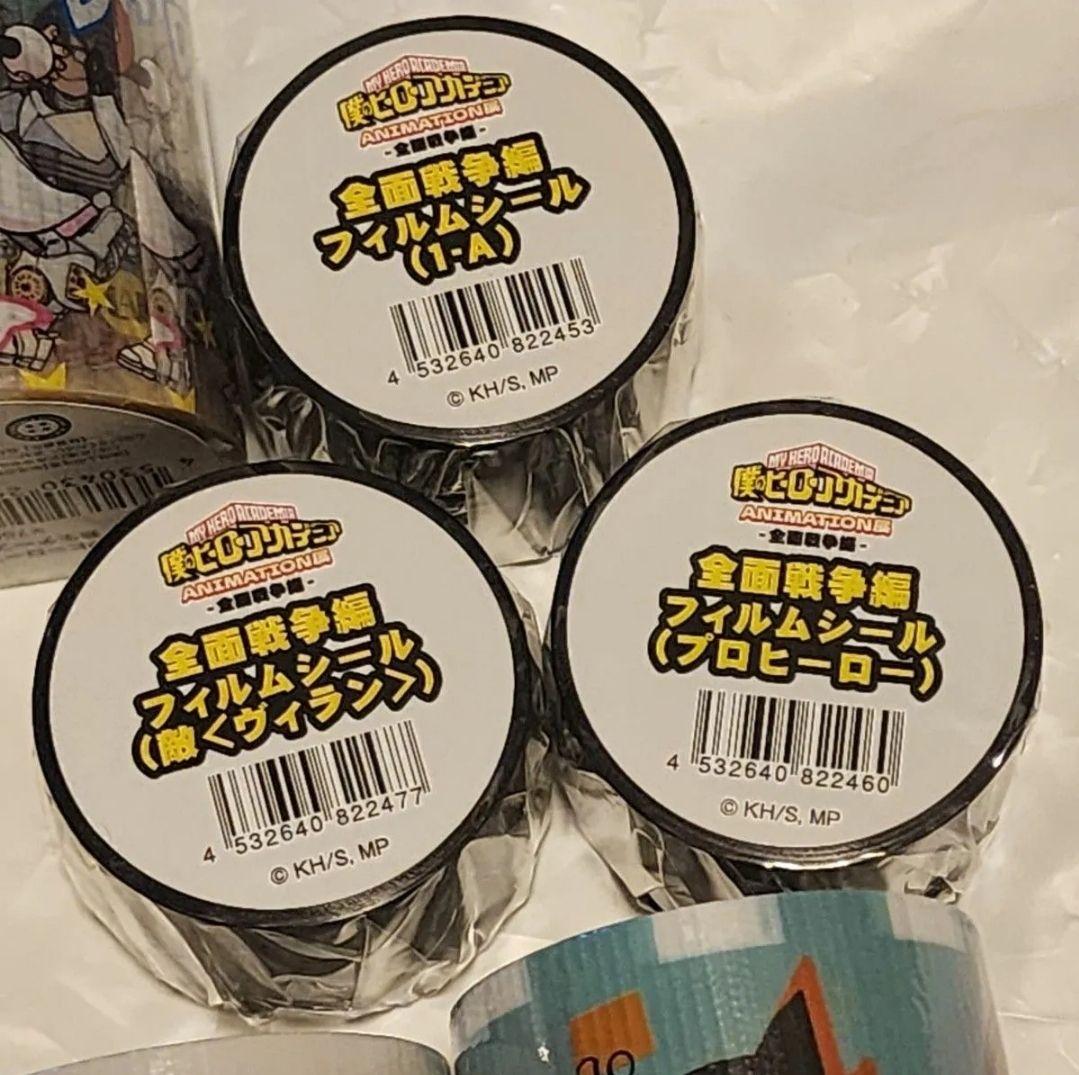 MY HERO ACADEMIA
僕のヒーローアカデミア
ANIMATION展
-全面戦争編-
全面戦争編
フィルムシール
(1-A)
4 532640 822453
© KH/S, MP
MY HERO ACADEMIA
僕のヒーローアカデミア
ANIMATION展
-全面戦争編-
全面戦争編
フィルムシール
(敵<ヴィラン>)
4 532640 822477
© KH/S, MP
MY HERO ACADEMIA
僕のヒーローアカデミア
ANIMATION展
-全面戦争編-
全面戦争編
フィルムシール
(プロヒーロー)
4 532640 822460
© KH/S, MP